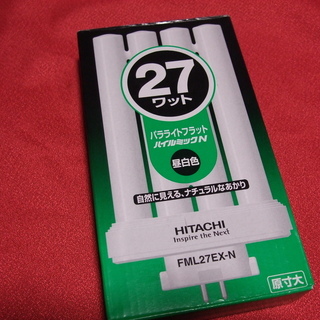 27
ワット
パラライトフラット
ハイルミックN
昼白色
自然に見える、ナチュラルなあかり
HITACHI
Inspire the Next
FML27EX-N
原寸大